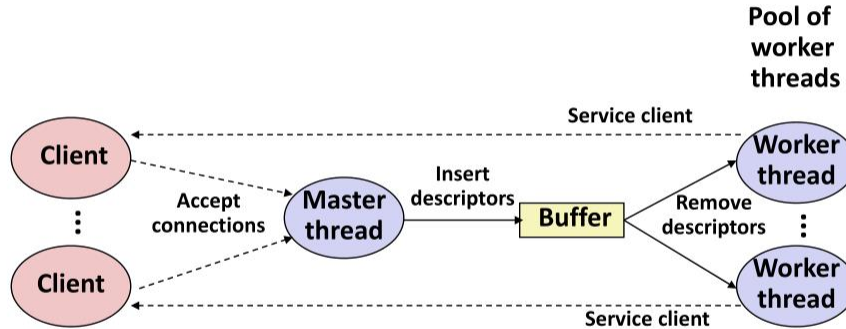 Pool of
worker
threads
Service client
Client
Accept
connections
Master
thread
Insert
descriptors
Buffer
Remove
descriptors
Worker
thread
Client
Worker
thread
Service client